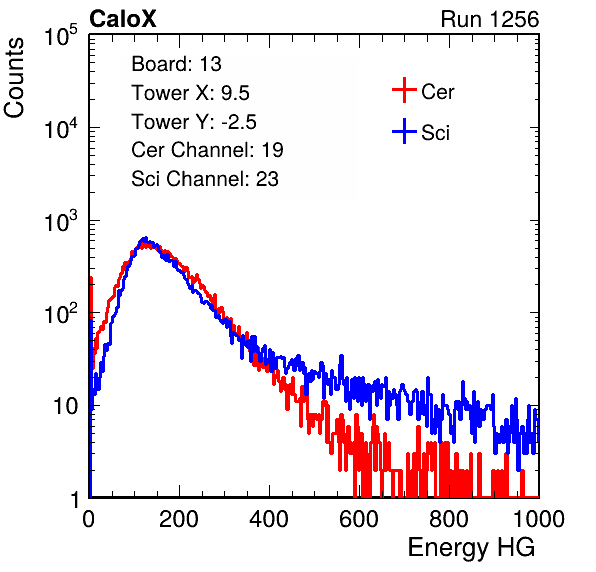 CaloX Run 1256
Counts
Board: 13
Tower X: 9.5
Tower Y: -2.5
Cer Channel: 19
Sci Channel: 23
Cer
Sci
10^5
10^4
10^3
10^2
10
1
0 200 400 600 800 1000
Energy HG